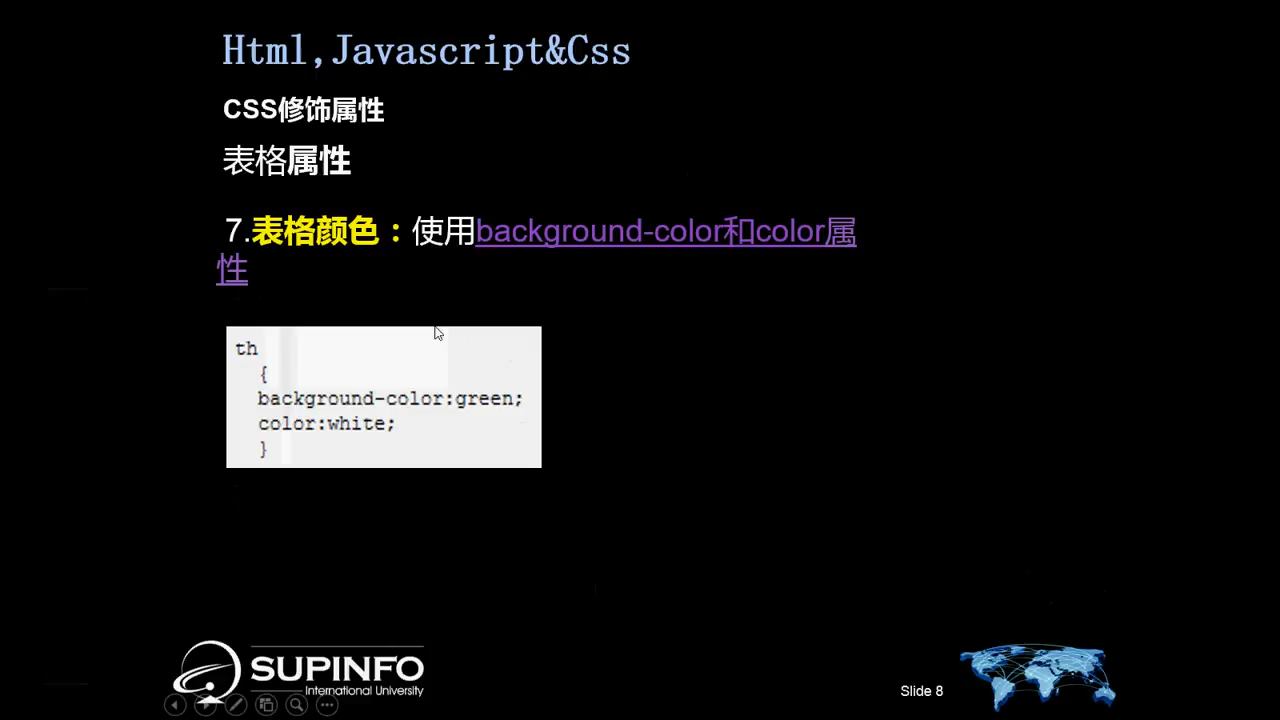 Html,Javascript&Css
CSS修饰属性
表格属性
7.表格颜色：使用background-color和color属
性
th
{
background-color:green;
color:white;
}
SUPINFO
International University
Slide 8